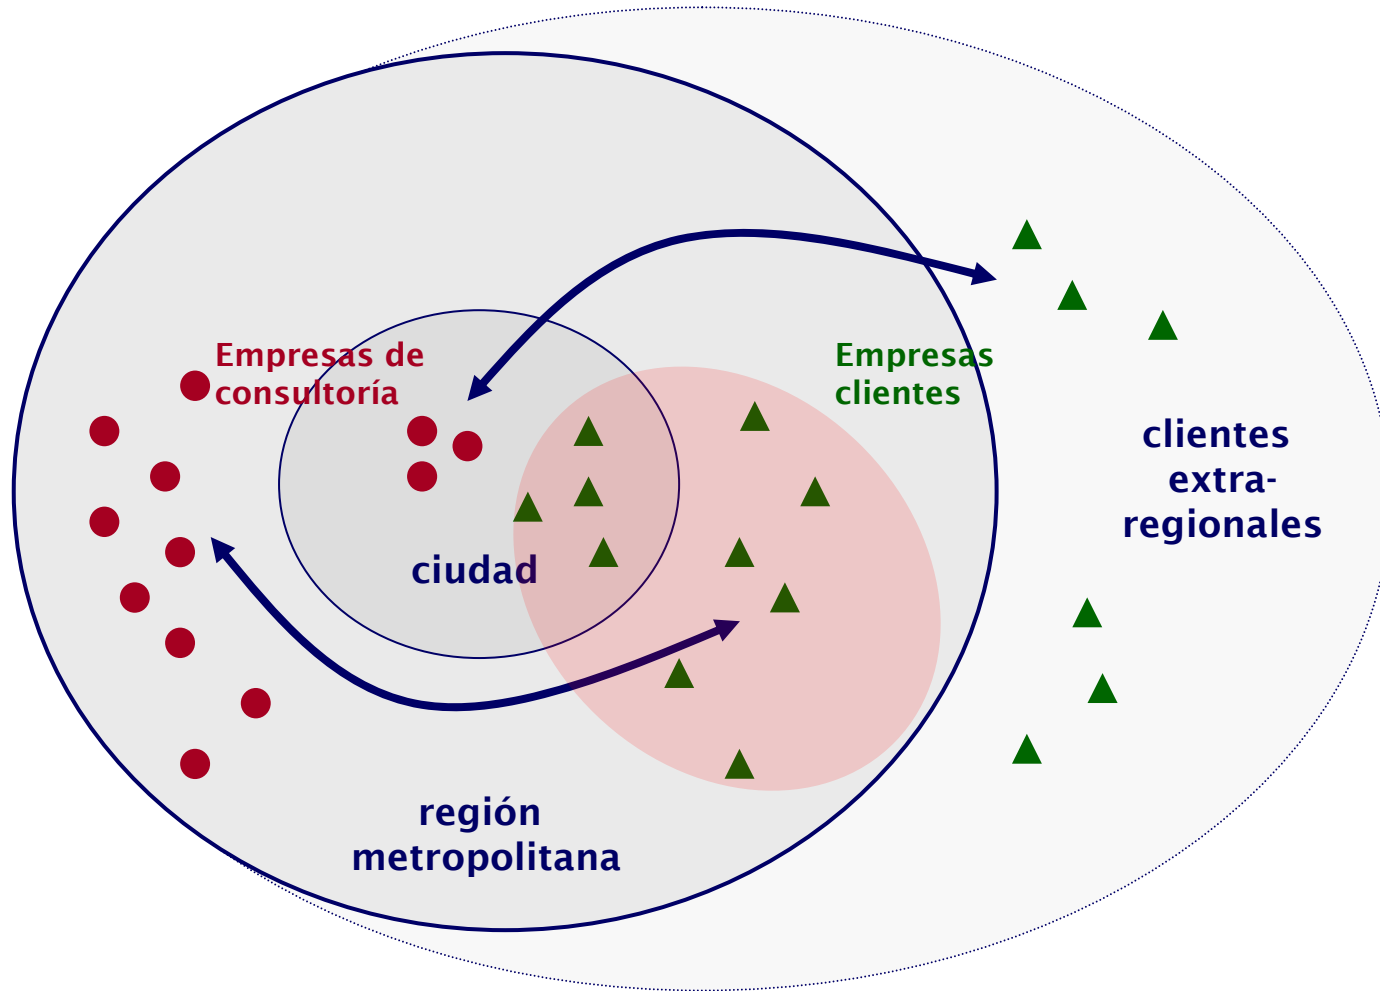 Empresas de
consultoría
Empresas
clientes
clientes
extra-
regionales
ciudad
región
metropolitana